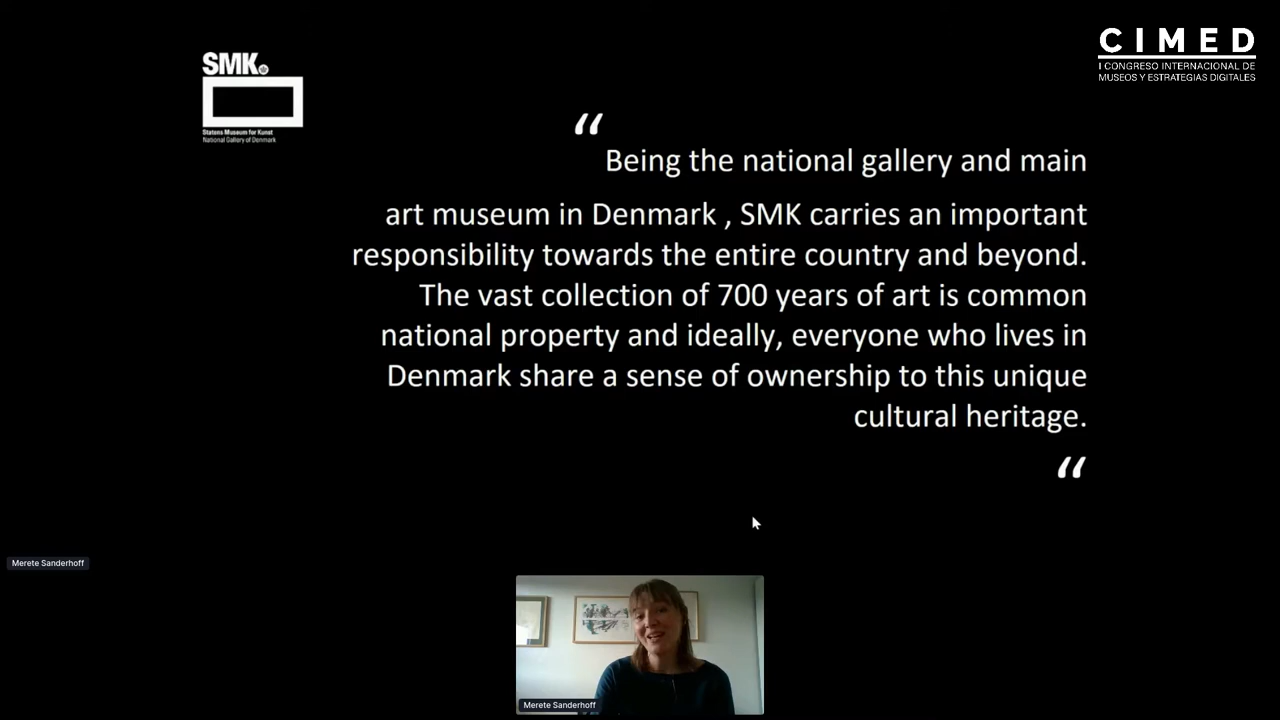 SMK
Statens Museum for Kunst
National Gallery of Denmark
CIMED
I CONGRESO INTERNACIONAL DE
MUSEOS Y ESTRATEGIAS DIGITALES
“
Being the national gallery and main
art museum in Denmark , SMK carries an important
responsibility towards the entire country and beyond.
The vast collection of 700 years of art is common
national property and ideally, everyone who lives in
Denmark share a sense of ownership to this unique
cultural heritage.
“
Merete Sanderhoff
Merete Sanderhoff